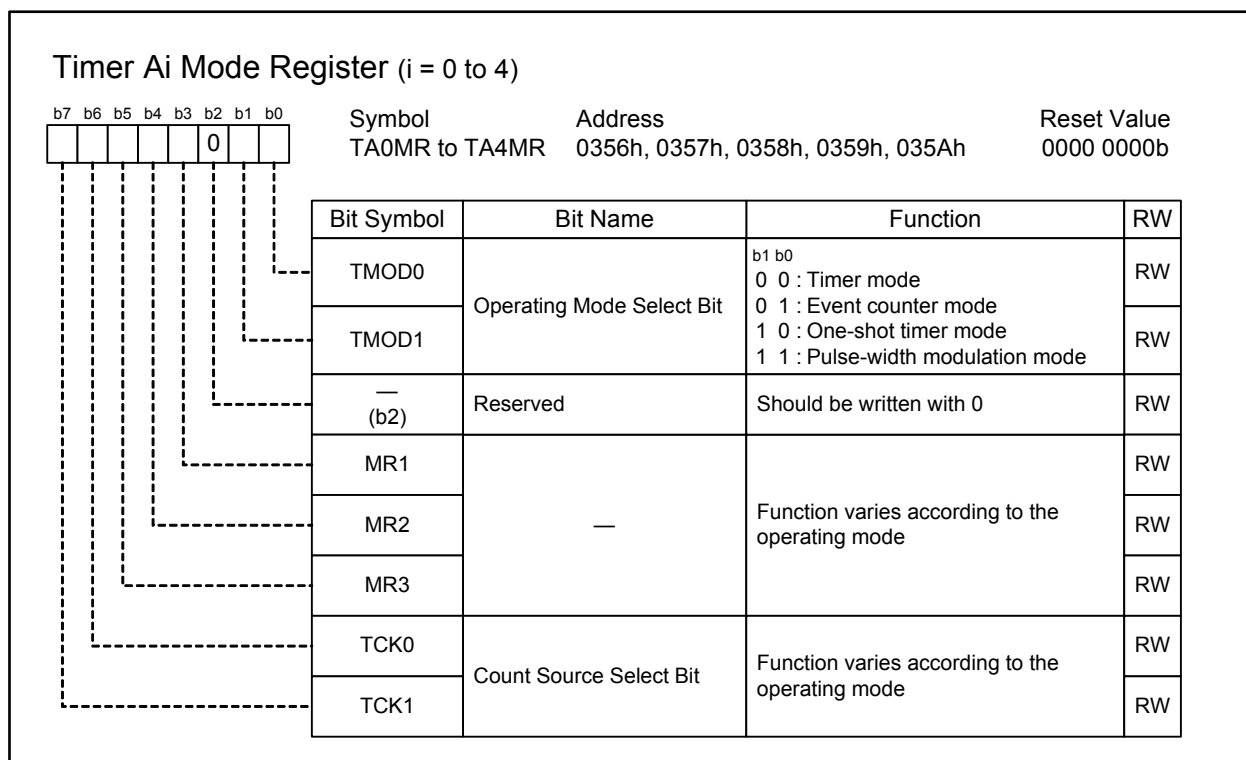 Timer Ai Mode Register (i = 0 to 4)
b7 b6 b5 b4 b3 b2 b1 b0
0
Symbol Address Reset Value
TA0MR to TA4MR 0356h, 0357h, 0358h, 0359h, 035Ah 0000 0000b
Bit Symbol Bit Name Function RW
TMOD0 RW
TMOD1 RW
Operating Mode Select Bit
b1 b0
0 0 : Timer mode
0 1 : Event counter mode
1 0 : One-shot timer mode
1 1 : Pulse-width modulation mode
—
(b2) Reserved Should be written with 0 RW
MR1 RW
MR2 — RW
MR3 RW
Function varies according to the
operating mode
TCK0 RW
TCK1 RW
Count Source Select Bit
Function varies according to the
operating mode